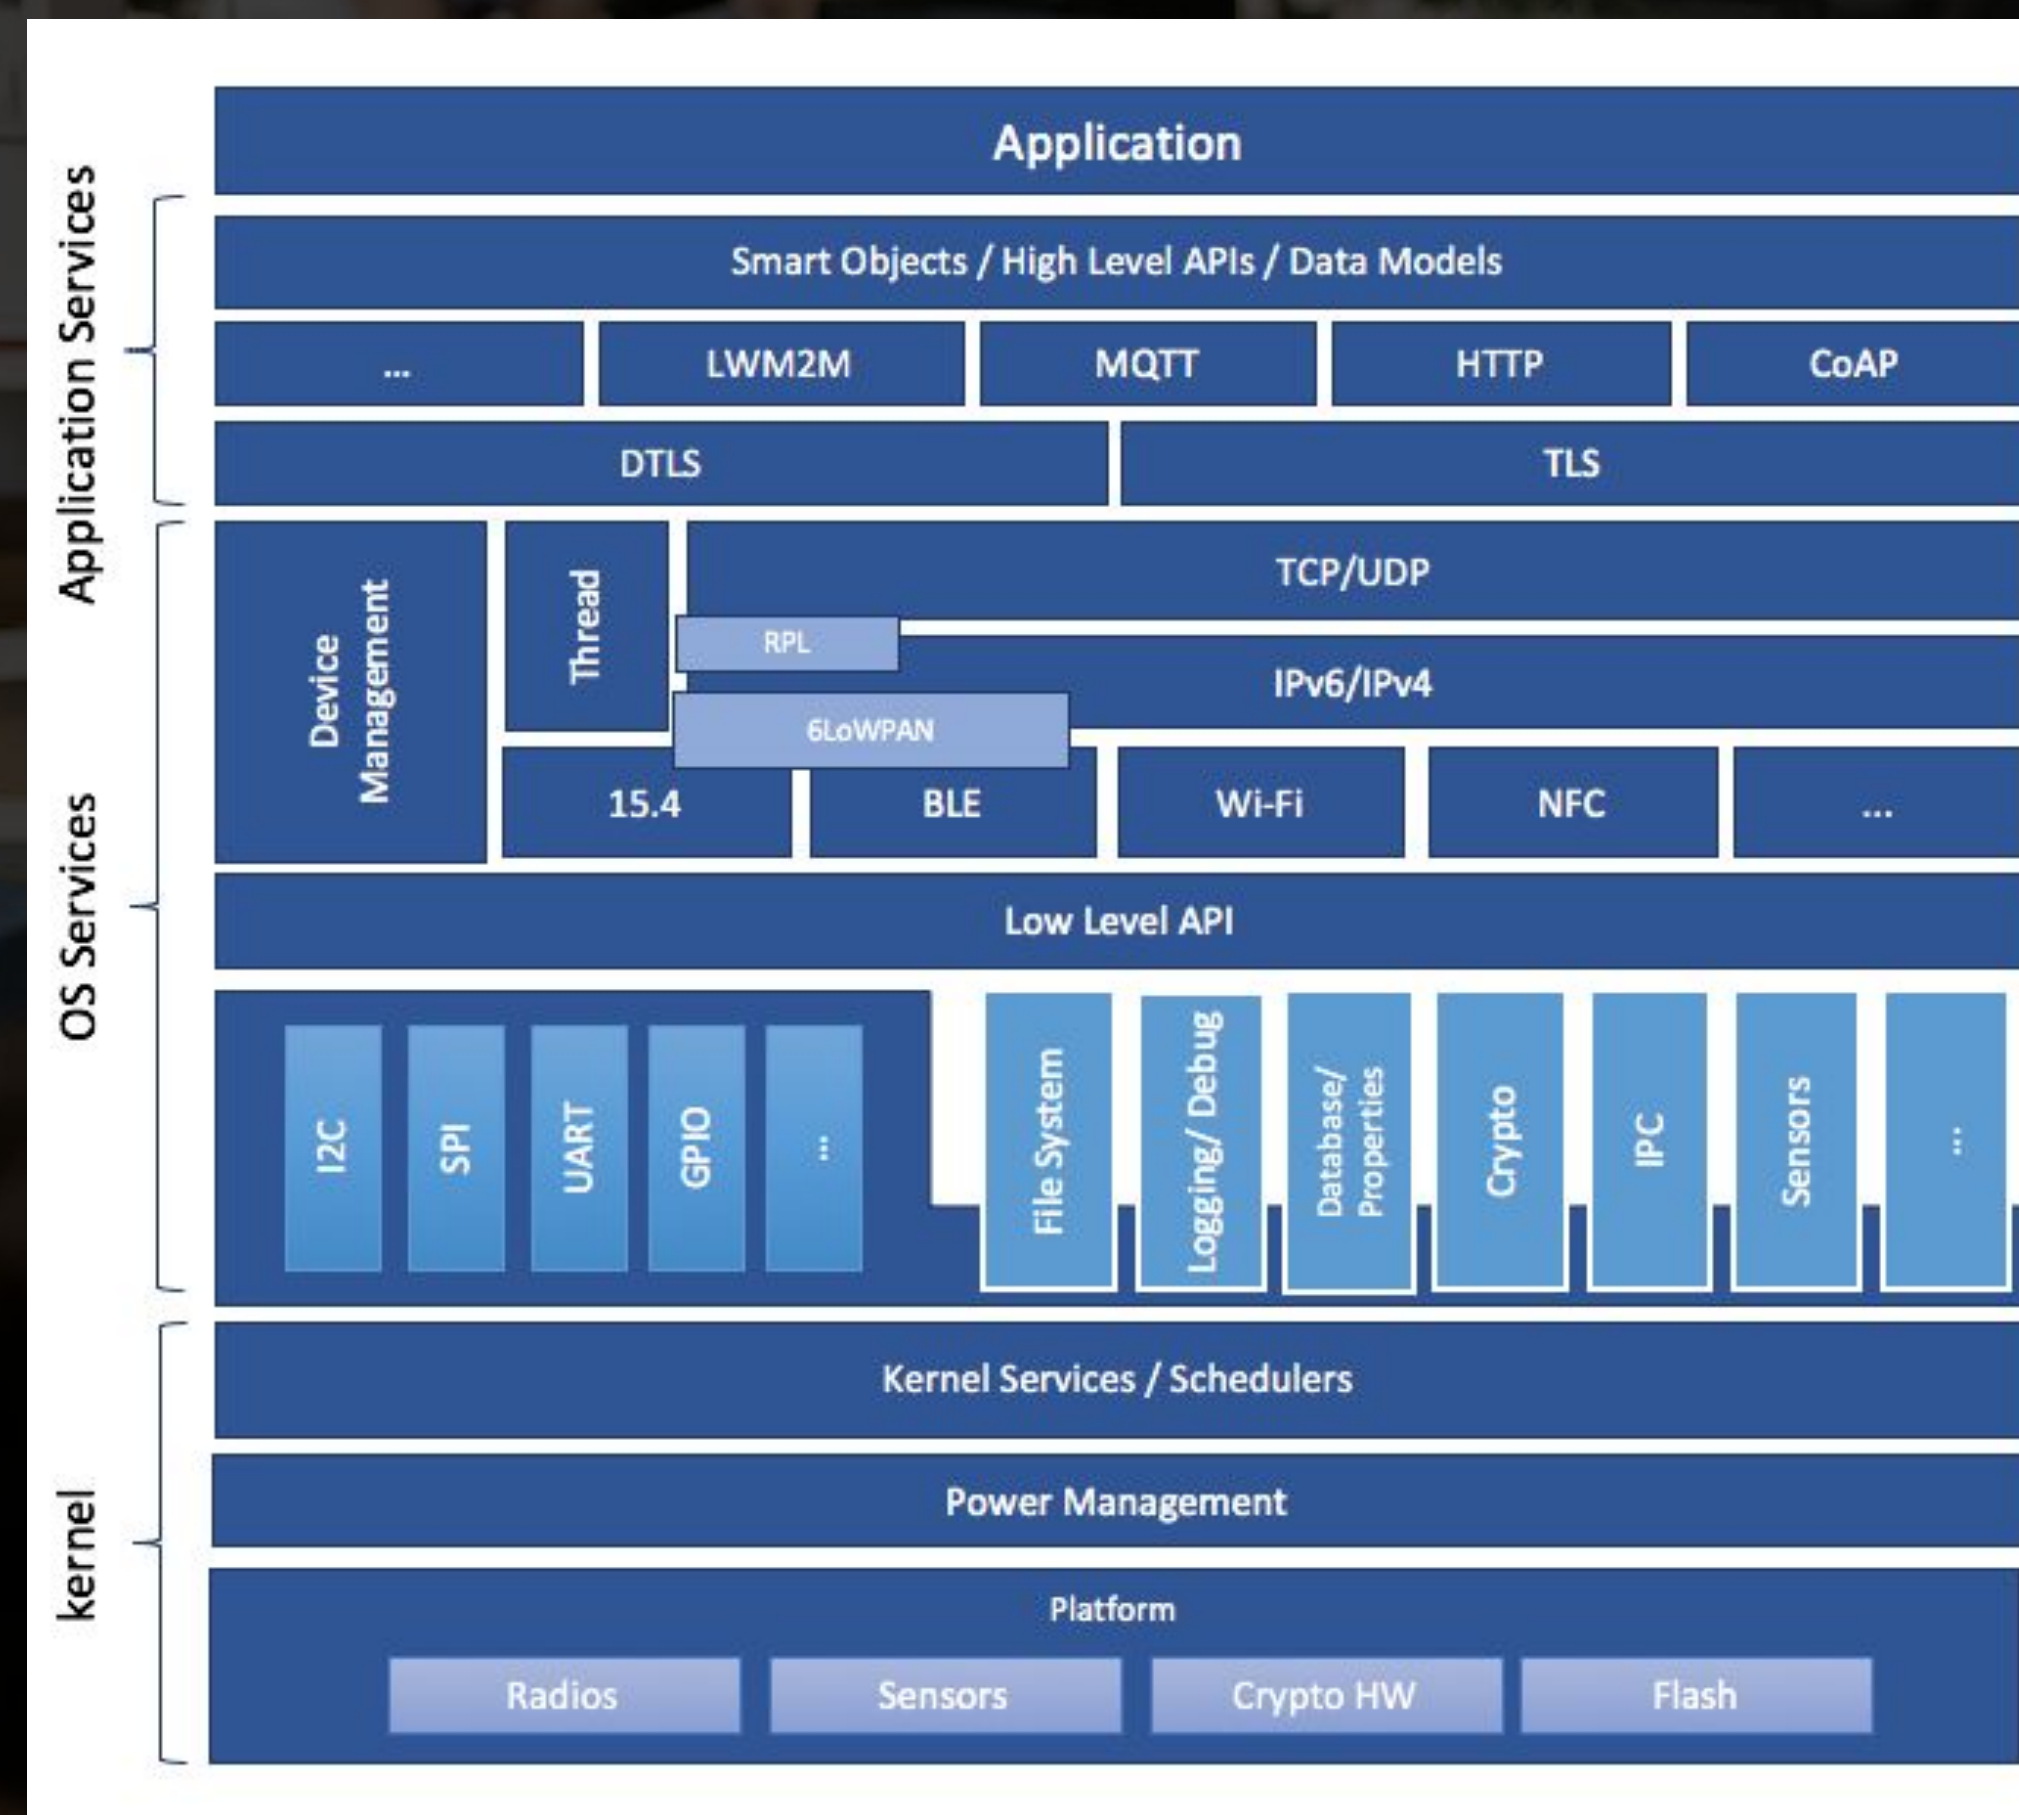 Application
Application Services
Smart Objects / High Level APIs / Data Models
...
LWM2M
MQTT
HTTP
CoAP
DTLS
TLS
OS Services
Device
Management
Thread
TCP/UDP
RPL
IPv6/IPv4
6LoWPAN
15.4
BLE
Wi-Fi
NFC
...
Low Level API
I2C
SPI
UART
GPIO
...
File System
Logging/ Debug
Database/
Properties
Crypto
IPC
Sensors
...
kernel
Kernel Services / Schedulers
Power Management
Platform
Radios
Sensors
Crypto HW
Flash